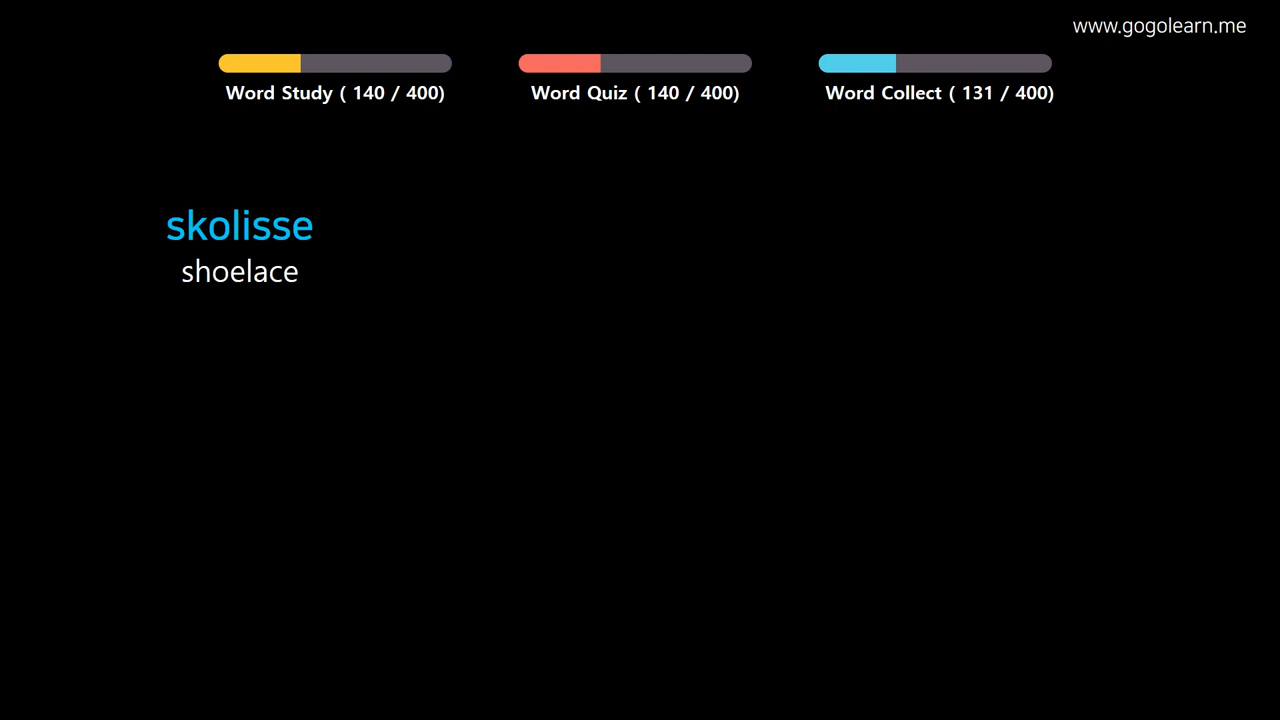 www.gogolearn.me
Word Study ( 140 / 400)
Word Quiz ( 140 / 400)
Word Collect ( 131 / 400)
skolisse
shoelace